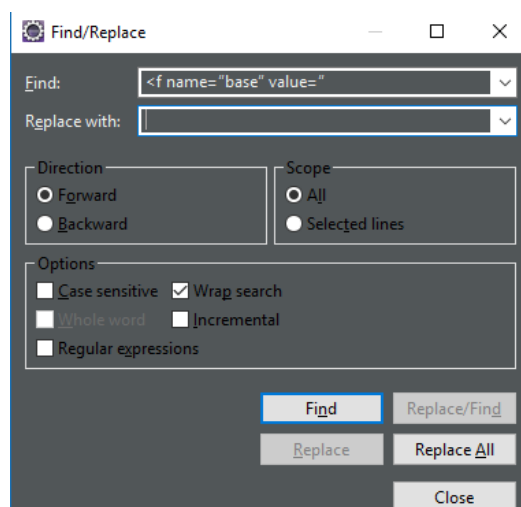 Find/Replace
Find: <f name="base" value="
Replace with:
Direction
Forward
Backward
Scope
All
Selected lines
Options
Case sensitive
Wrap search
Whole word
Incremental
Regular expressions
Find
Replace/Find
Replace
Replace All
Close